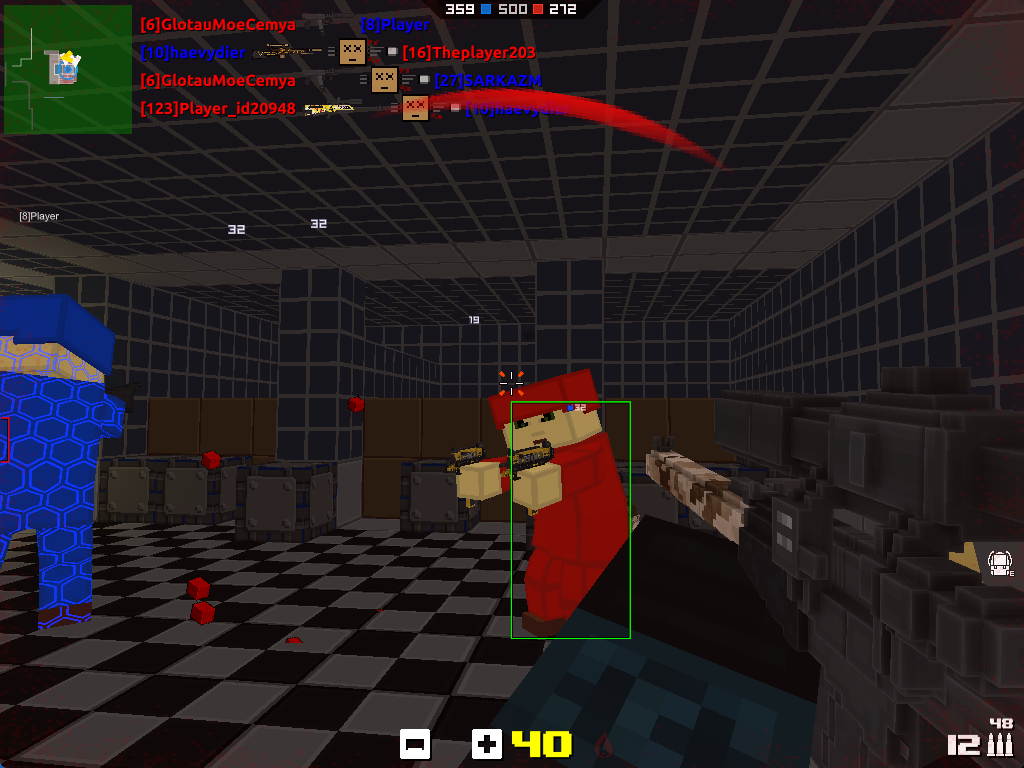 359 500 272
[6]GlotauMoeCemya [8]Player
[10]haevydier [16]Theplayer203
[6]GlotauMoeCemya [27]SARKAZM
[123]Player_id20948
[8]Player
32 32
19
32
E
48
40 12